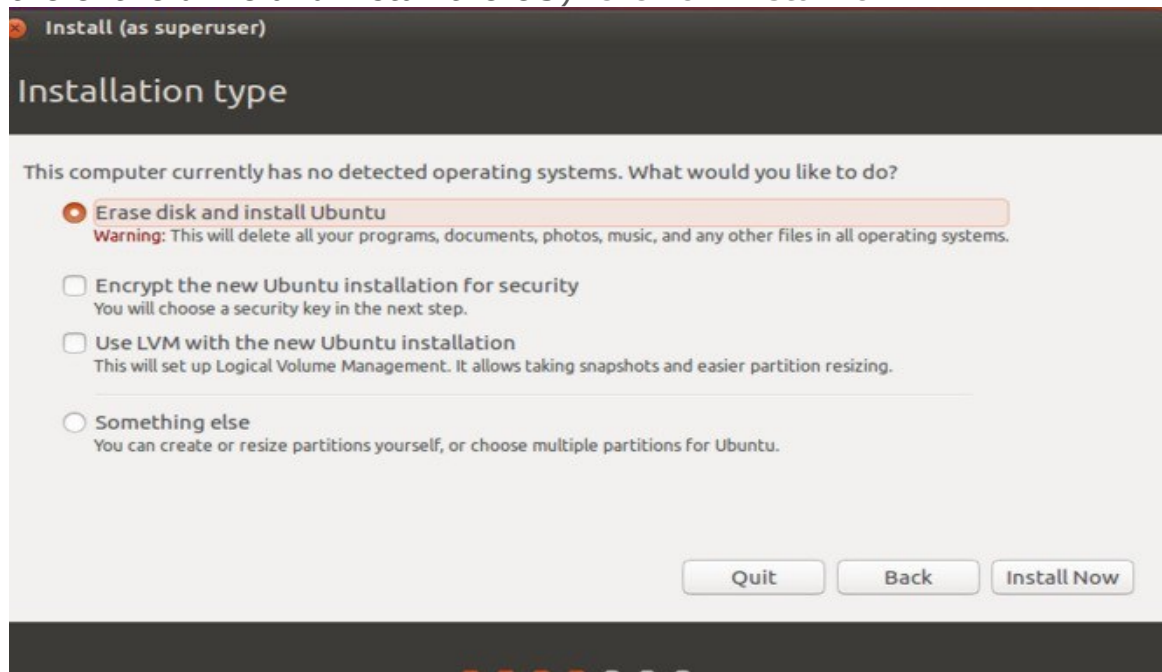 Install (as superuser)
Installation type
This computer currently has no detected operating systems. What would you like to do?
Erase disk and install Ubuntu
Warning: This will delete all your programs, documents, photos, music, and any other files in all operating systems.
Encrypt the new Ubuntu installation for security
You will choose a security key in the next step.
Use LVM with the new Ubuntu installation
This will set up Logical Volume Management. It allows taking snapshots and easier partition resizing.
Something else
You can create or resize partitions yourself, or choose multiple partitions for Ubuntu.
Quit Back Install Now